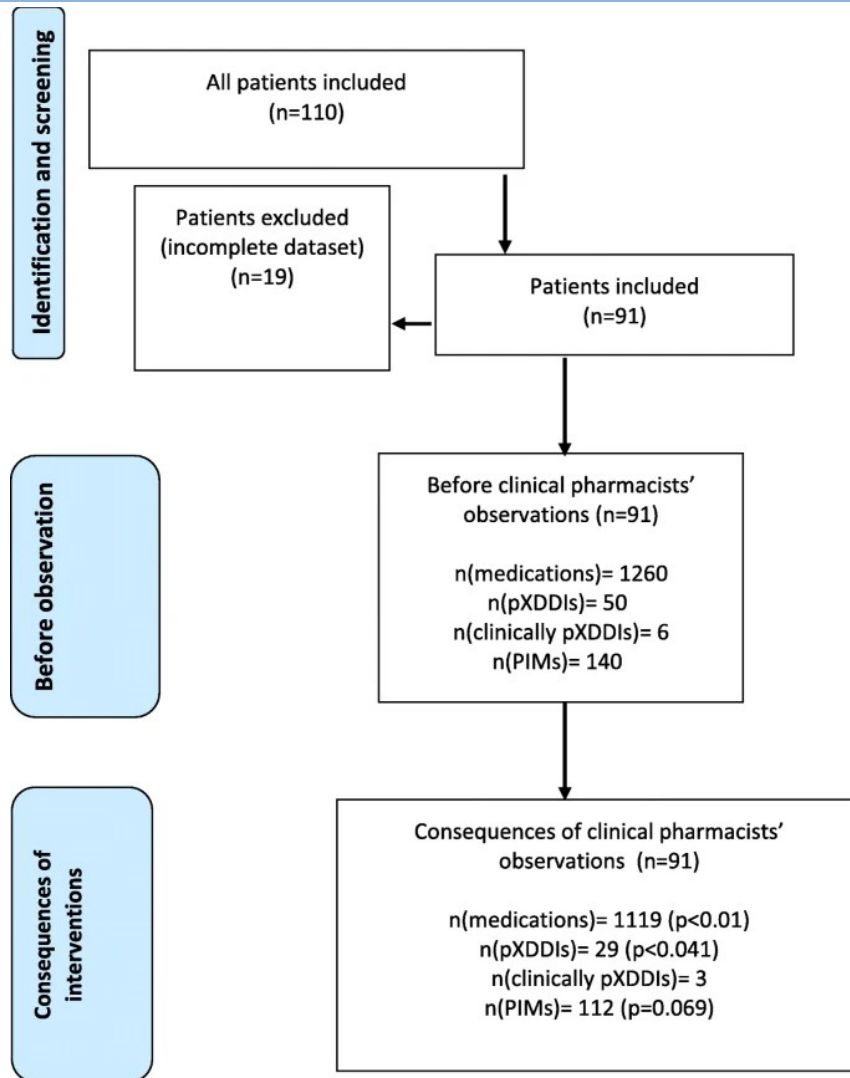 Identification and screening
All patients included
(n=110)
Patients excluded
(incomplete dataset)
(n=19)
Patients included
(n=91)
Before observation
Before clinical pharmacists’
observations (n=91)
n(medications)= 1260
n(pXDDIs)= 50
n(clinically pXDDIs)= 6
n(PIMs)= 140
Consequences of
interventions
Consequences of clinical pharmacists’
observations (n=91)
n(medications)= 1119 (p<0.01)
n(pXDDIs)= 29 (p<0.041)
n(clinically pXDDIs)= 3
n(PIMs)= 112 (p=0.069)